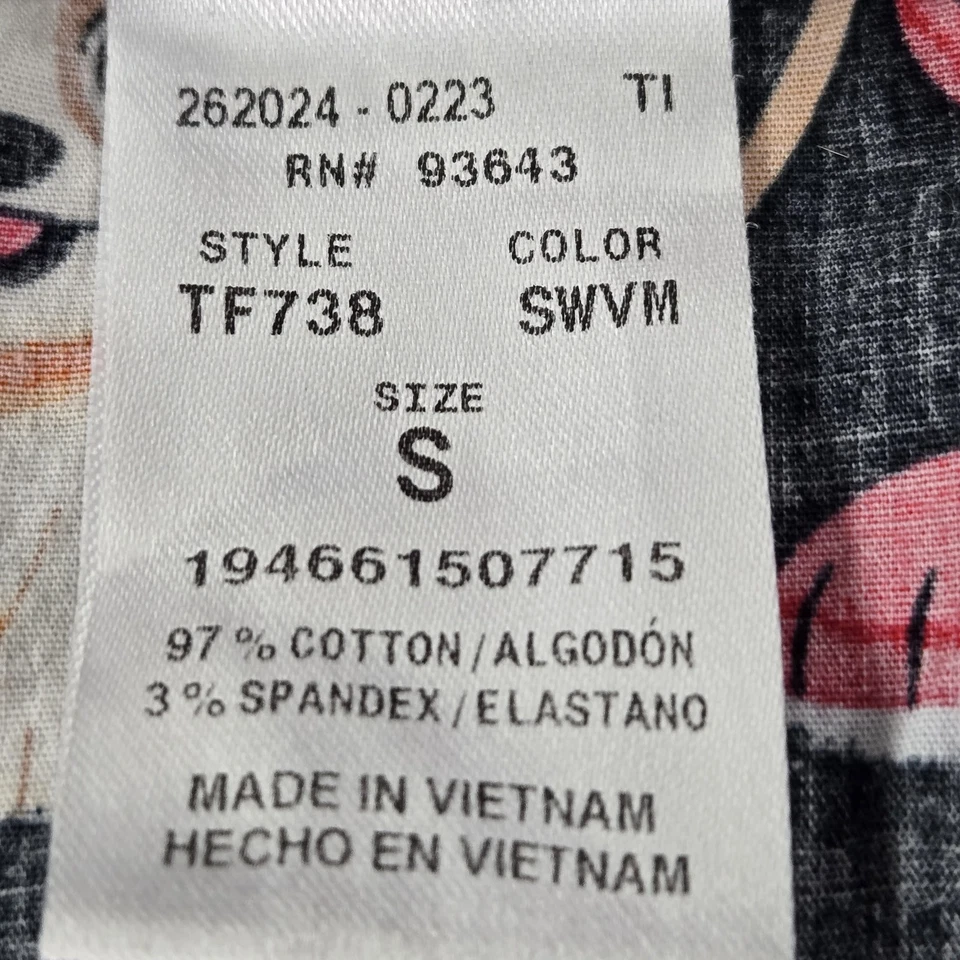 262024 - 0223 TI
RN# 93643
STYLE COLOR
TF738 SWVM
SIZE
S
194661507715
97 % COTTON / ALGODÓN
3 % SPANDEX / ELASTANO
MADE IN VIETNAM
HECHO EN VIETNAM